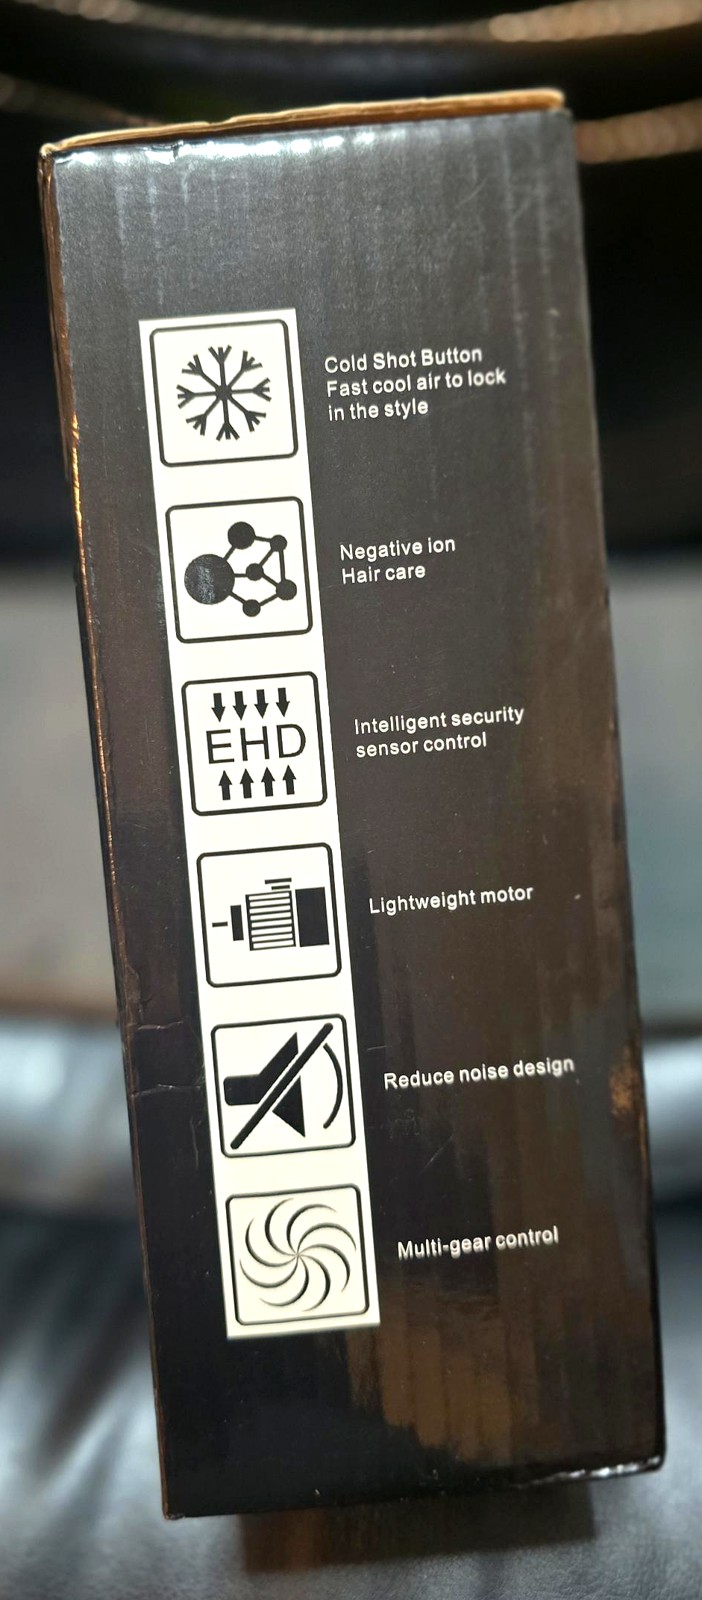 Cold Shot Button
Fast cool air to lock
in the style
Negative ion
Hair care
EHD
Intelligent security
sensor control
Lightweight motor
Reduce noise design
Multi-gear control